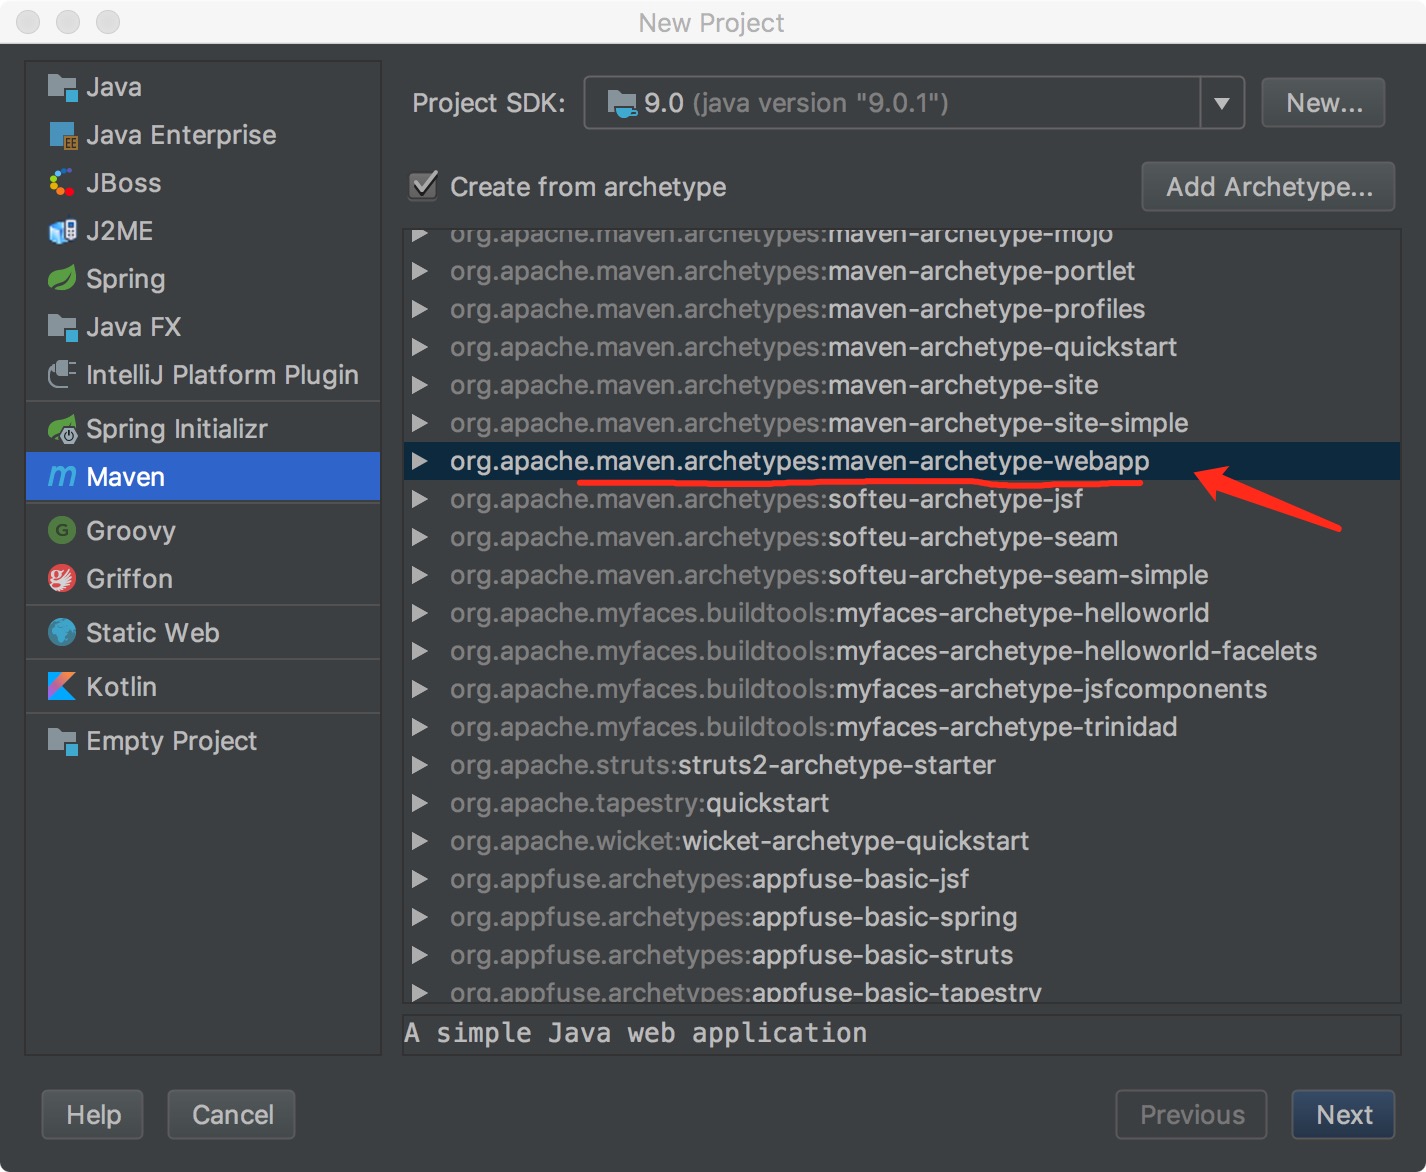 New Project
Java
Java Enterprise
JBoss
J2ME
Spring
Java FX
IntelliJ Platform Plugin
Spring Initializr
Maven
Groovy
Griffon
Static Web
Kotlin
Empty Project
Project SDK: 9.0 (java version "9.0.1") New...
Create from archetype Add Archetype...
org.apache.maven.archetypes:maven-archetype-mojo
org.apache.maven.archetypes:maven-archetype-portlet
org.apache.maven.archetypes:maven-archetype-profiles
org.apache.maven.archetypes:maven-archetype-quickstart
org.apache.maven.archetypes:maven-archetype-site
org.apache.maven.archetypes:maven-archetype-site-simple
org.apache.maven.archetypes:maven-archetype-webapp
org.apache.maven.archetypes:softeu-archetype-jsf
org.apache.maven.archetypes:softeu-archetype-seam
org.apache.maven.archetypes:softeu-archetype-seam-simple
org.apache.myfaces.buildtools:myfaces-archetype-helloworld
org.apache.myfaces.buildtools:myfaces-archetype-helloworld-facelets
org.apache.myfaces.buildtools:myfaces-archetype-jsfcomponents
org.apache.myfaces.buildtools:myfaces-archetype-trinidad
org.apache.struts:struts2-archetype-starter
org.apache.tapestry:quickstart
org.apache.wicket:wicket-archetype-quickstart
org.appfuse.archetypes:appfuse-basic-jsf
org.appfuse.archetypes:appfuse-basic-spring
org.appfuse.archetypes:appfuse-basic-struts
org.appfuse.archetypes:appfuse-basic-tapestry
A simple Java web application
Help Cancel Previous Next